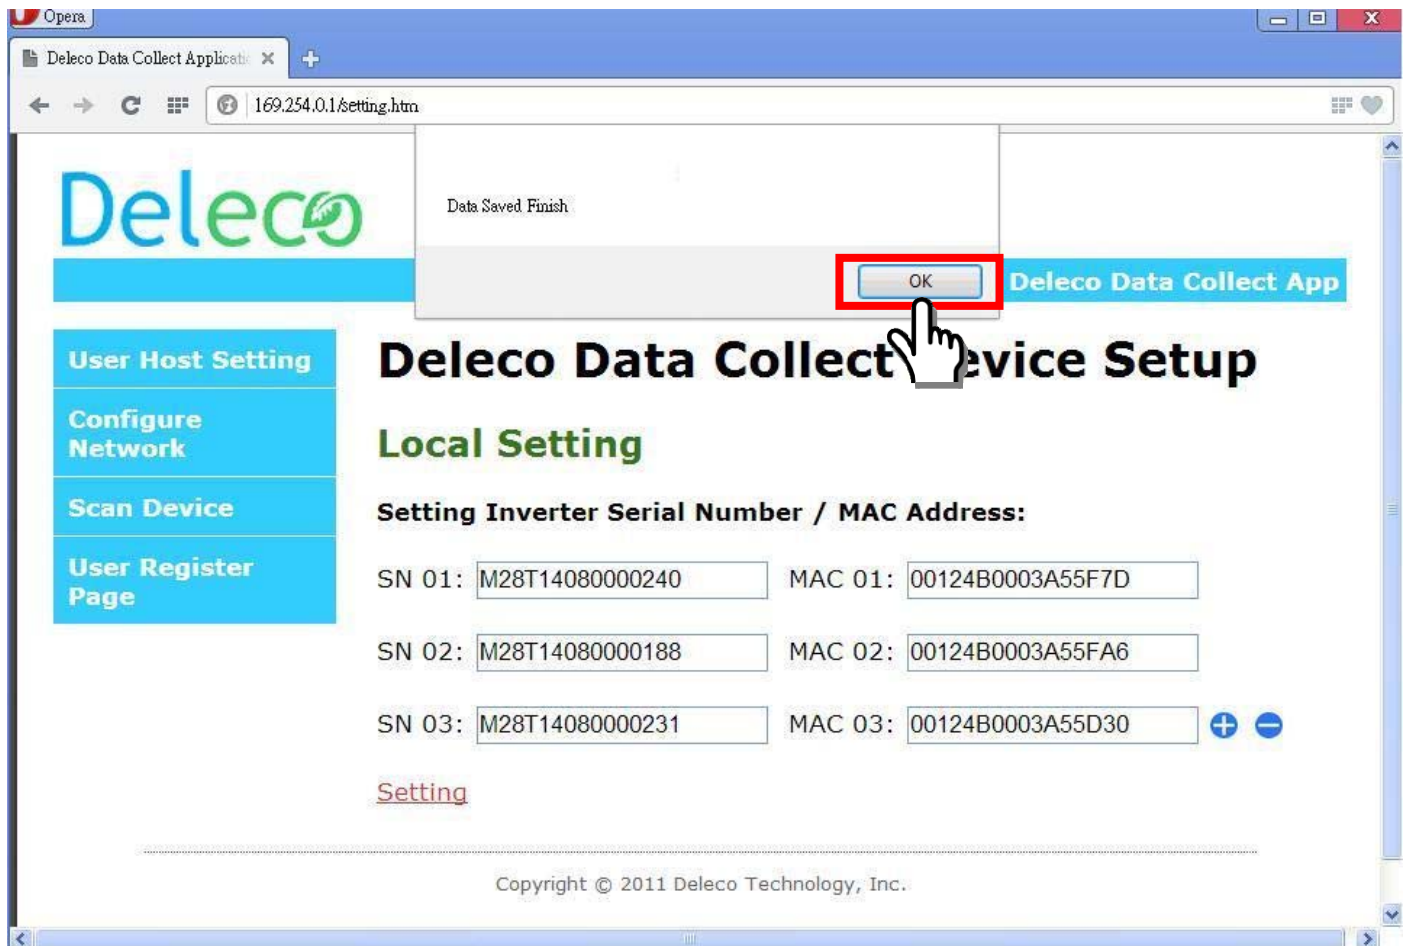 Opera
Deleco Data Collect Applicatio
169.254.0.1/setting.htm
Deleco
Data Saved Finish
OK
Deleco Data Collect App
User Host Setting
Configure
Network
Scan Device
User Register
Page
Deleco Data Collect evice Setup
Local Setting
Setting Inverter Serial Number / MAC Address:
SN 01: M28T14080000240 MAC 01: 00124B0003A55F7D
SN 02: M28T14080000188 MAC 02: 00124B0003A55FA6
SN 03: M28T14080000231 MAC 03: 00124B0003A55D30
Setting
Copyright © 2011 Deleco Technology, Inc.